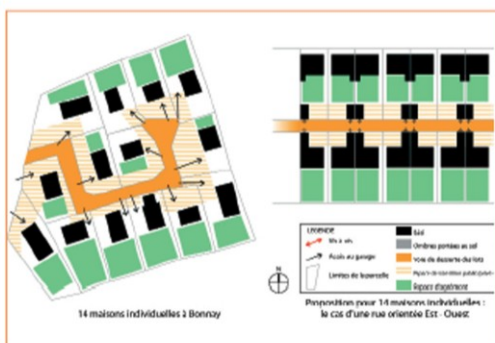 14 maisons individuelles à Bonnay
N
LEGENDE
Vis à vis
Accès au garage
Limites de la parcelle
Bâti
Ombres portées au sol
Voie de desserte des lots
Espace d'agrément
Proposition pour 14 maisons individuelles :
le cas d'une rue orientée Est - Ouest